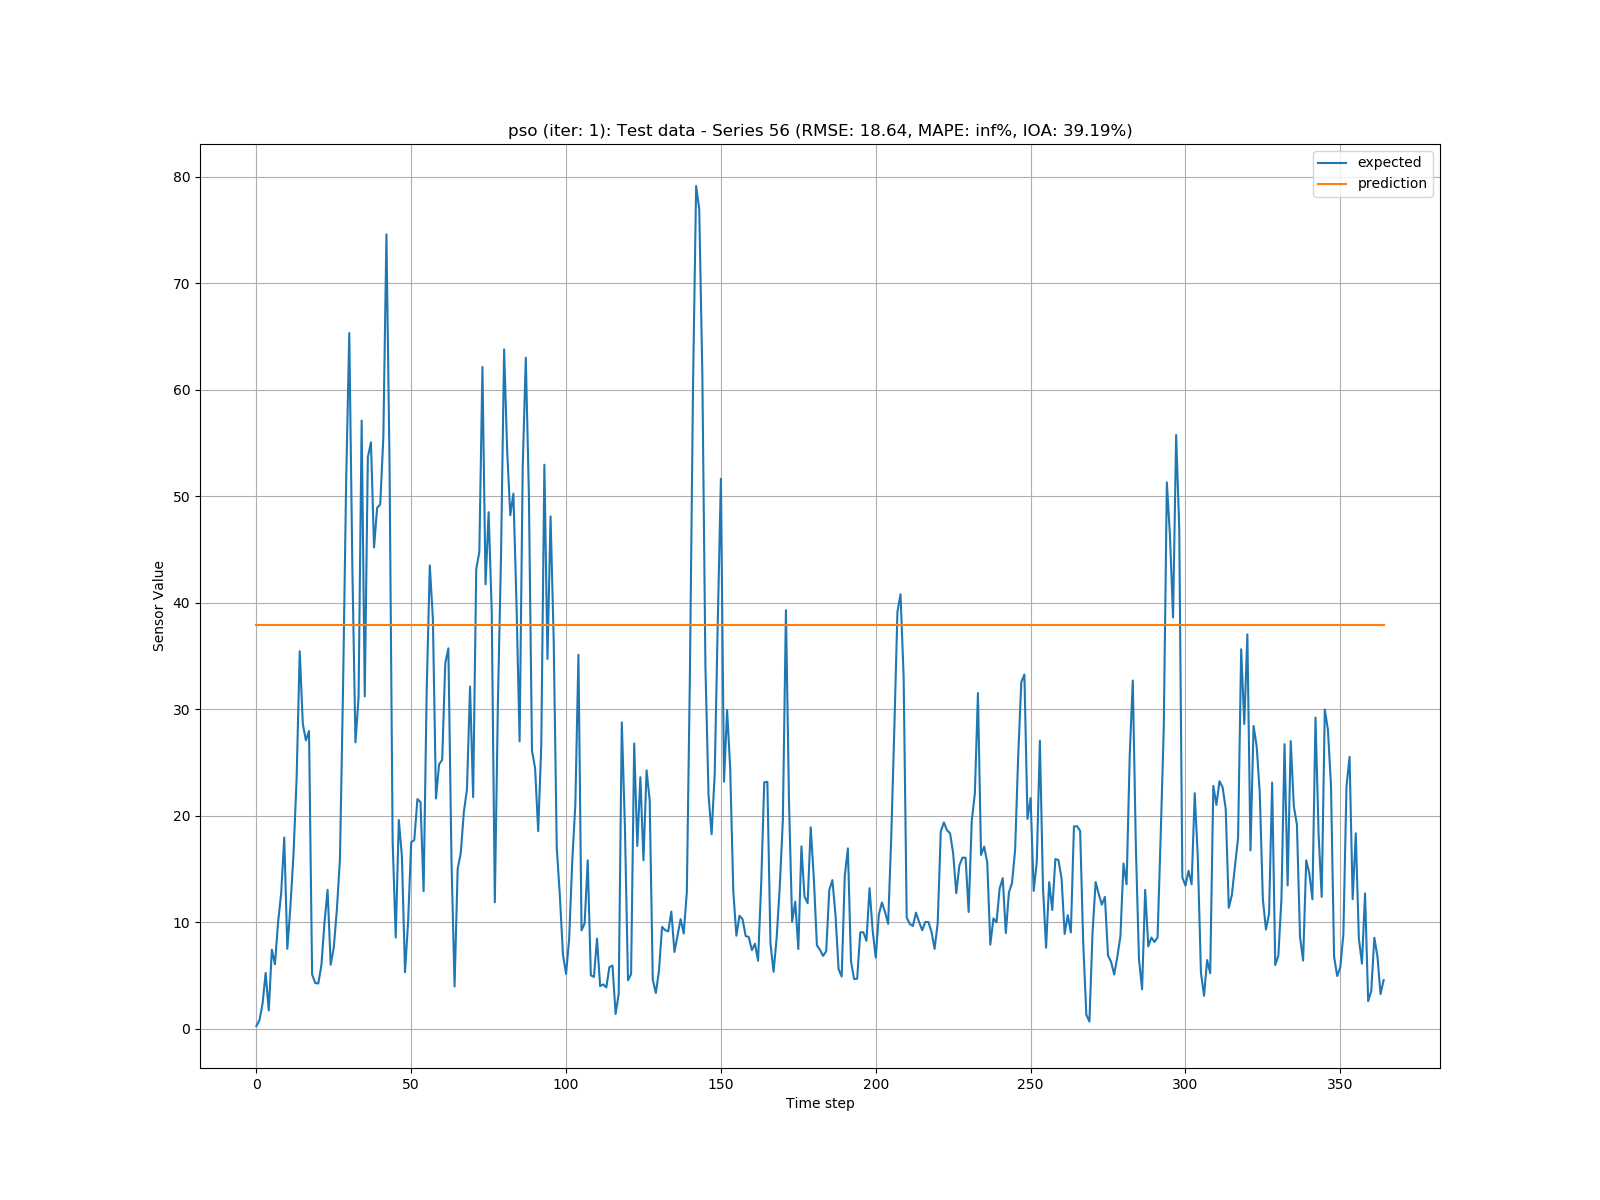 pso (iter: 1): Test data - Series 56 (RMSE: 18.64, MAPE: inf%, IOA: 39.19%)
expected
prediction
80
70
60
50
40
30
20
10
0
Sensor Value
0 50 100 150 200 250 300 350
Time step